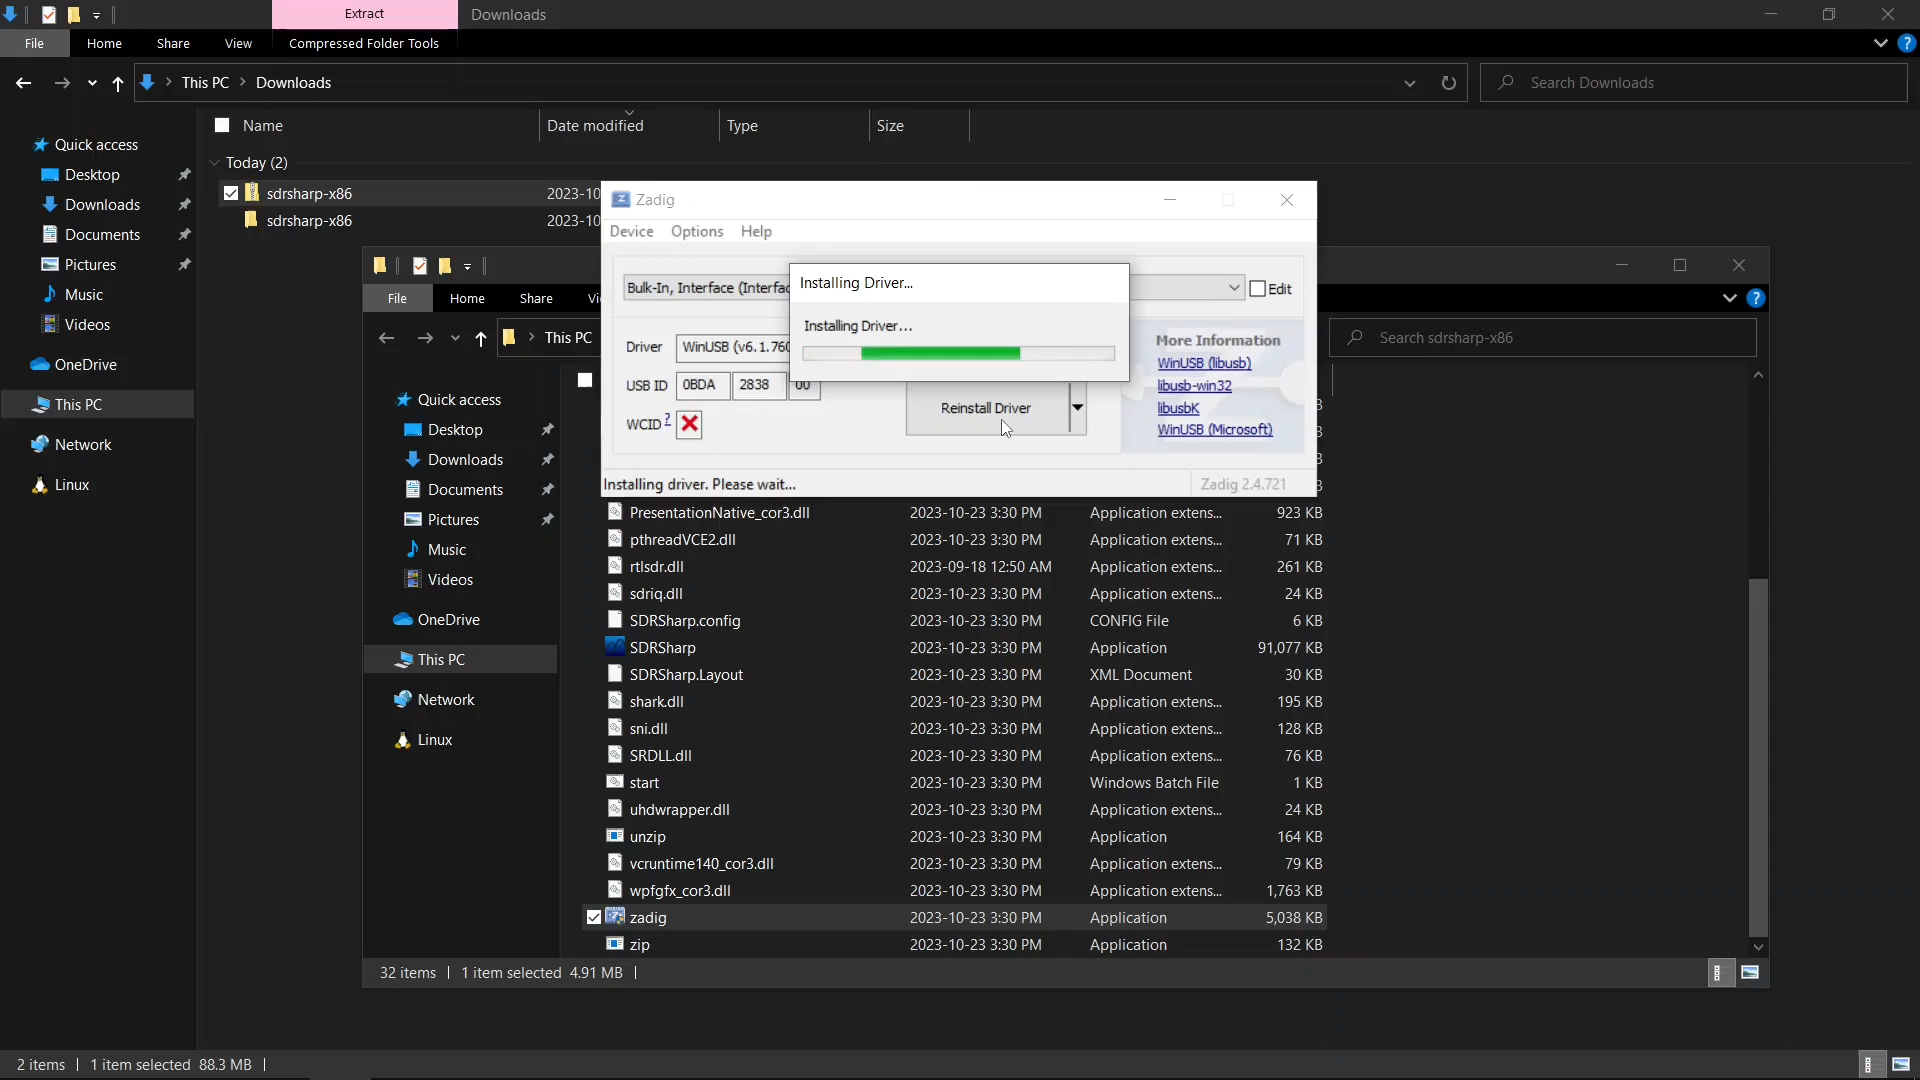 Extract
Downloads
File
Home
Share
View
Compressed Folder Tools
This PC
Downloads
Search Downloads
Name
Date modified
Type
Size
Quick access
Desktop
Downloads
Documents
Pictures
Music
Videos
OneDrive
This PC
Network
Linux
Today (2)
sdrsharp-x86 2023-10
sdrsharp-x86 2023-10
File
Home
Share
This PC
Search sdrsharp-x86
Quick access
Desktop
Downloads
Documents
Pictures
Music
Videos
OneDrive
This PC
Network
Linux
Zadig
Device Options Help
Bulk-In, Interface
Edit
Installing Driver...
Installing Driver...
Driver WinUSB
USB ID 0BDA 2838 00
WCID ?
Reinstall Driver
More Information
WinUSB (libusb)
libusb-win32
libusbK
WinUSB (Microsoft)
Installing driver. Please wait...
Zadig 2.4.721
PresentationNative_cor3.dll 2023-10-23 3:30 PM Application extens... 923 KB
pthreadVCE2.dll 2023-10-23 3:30 PM Application extens... 71 KB
rtlsdr.dll 2023-09-18 12:50 AM Application extens... 261 KB
sdriq.dll 2023-10-23 3:30 PM Application extens... 24 KB
SDRSharp.config 2023-10-23 3:30 PM CONFIG File 6 KB
SDRSharp 2023-10-23 3:30 PM Application 91,077 KB
SDRSharp.Layout 2023-10-23 3:30 PM XML Document 30 KB
shark.dll 2023-10-23 3:30 PM Application extens... 195 KB
sni.dll 2023-10-23 3:30 PM Application extens... 128 KB
SRDLL.dll 2023-10-23 3:30 PM Application extens... 76 KB
start 2023-10-23 3:30 PM Windows Batch File 1 KB
uhdwrapper.dll 2023-10-23 3:30 PM Application extens... 24 KB
unzip 2023-10-23 3:30 PM Application 164 KB
vcruntime140_cor3.dll 2023-10-23 3:30 PM Application extens... 79 KB
wpfgfx_cor3.dll 2023-10-23 3:30 PM Application extens... 1,763 KB
zadig 2023-10-23 3:30 PM Application 5,038 KB
zip 2023-10-23 3:30 PM Application 132 KB
32 items 1 item selected 4.91 MB
2 items 1 item selected 88.3 MB